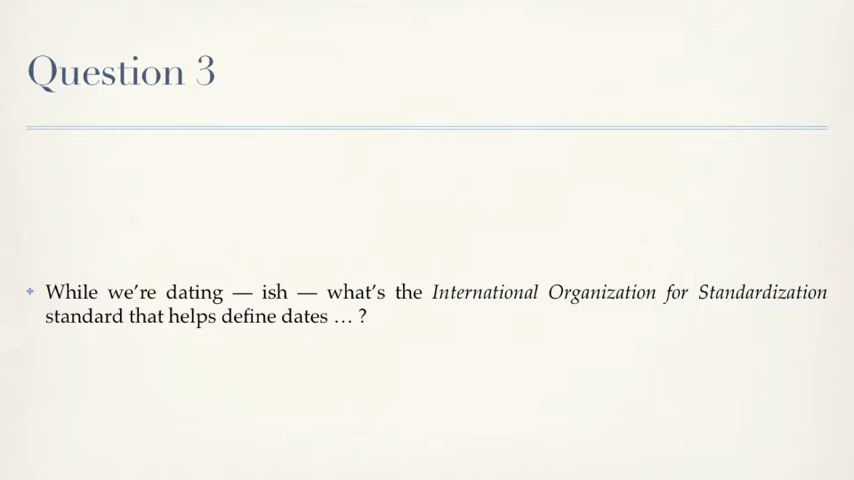 Question 3
While we're dating — ish — what's the International Organization for Standardization
standard that helps define dates … ?